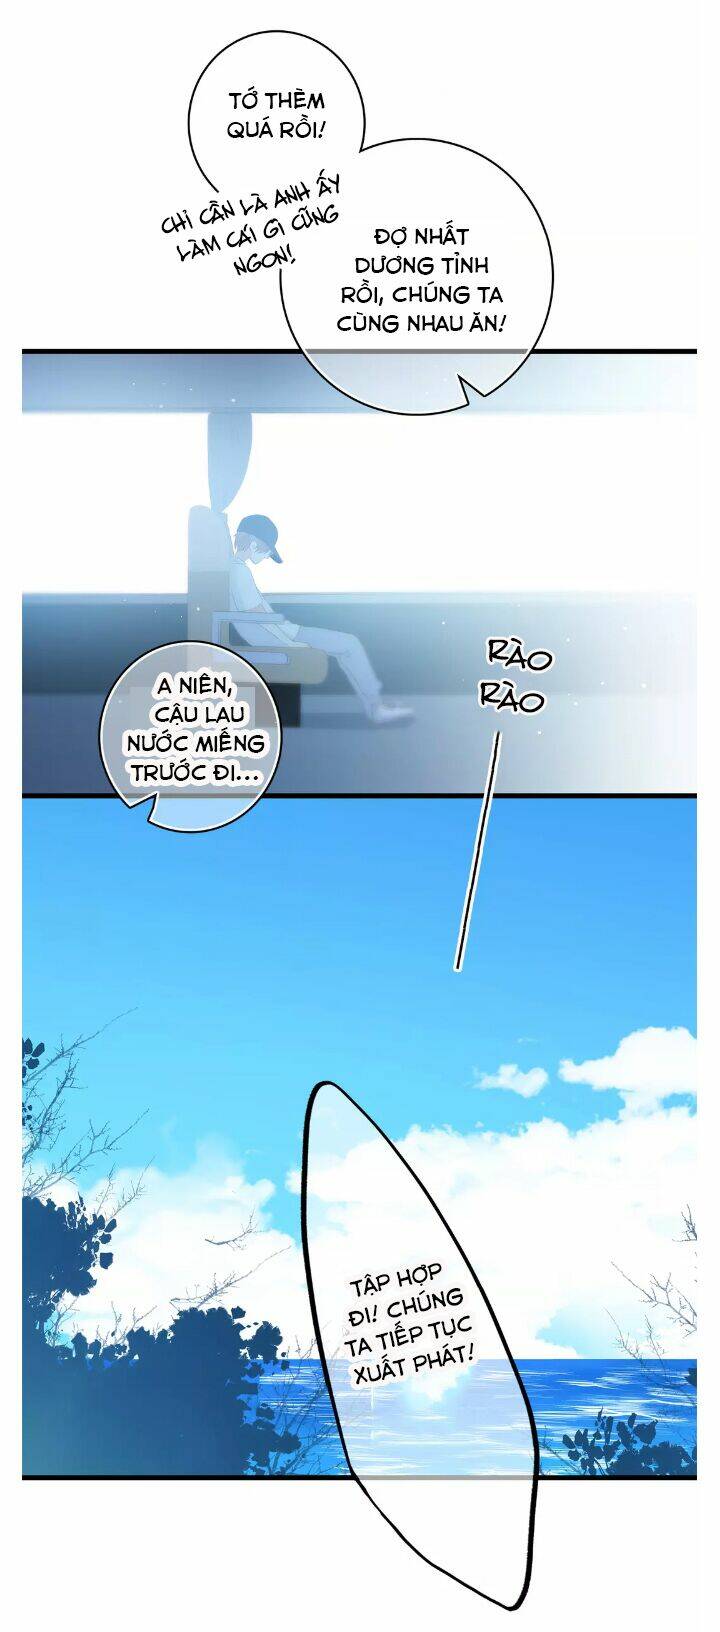 TỚ THÈM
QUÁ RỒI!
CHỈ CẦN LÀ ANH ẤY
LÀM CÁI GÌ CŨNG
NGON!
ĐỢ NHẤT
DƯƠNG TỈNH
RỒI, CHÚNG TA
CÙNG NHAU ĂN!
A NIÊN,
CẬU LAU
NƯỚC MIẾNG
TRƯỚC ĐI...
RÀO
RÀO
TẬP HỢP
ĐI! CHÚNG
TA TIẾP TỤC
XUẤT PHÁT!